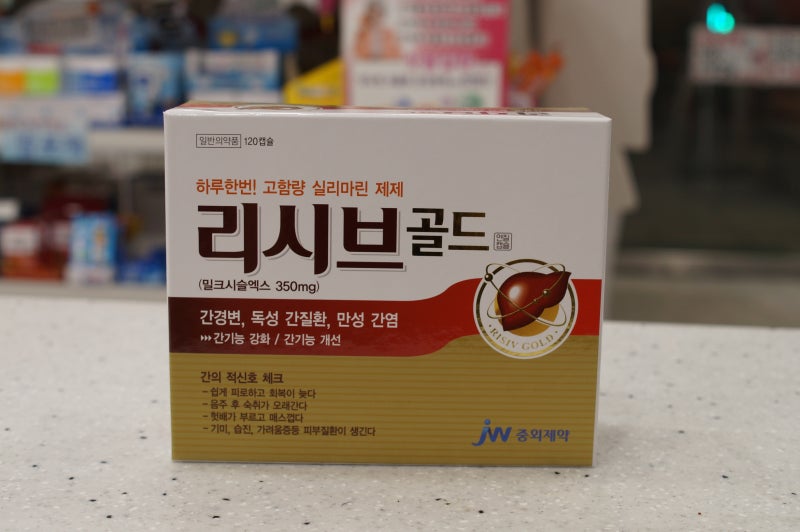 일반의약품 120캡슐
하루한번! 고함량 실리마린 제제
리시브골드
(밀크시슬엑스 350mg)
간경변, 독성 간질환, 만성 간염
간기능 강화 / 간기능 개선
RISIV GOLD
간의 적신호 체크
- 쉽게 피로하고 회복이 늦다
- 음주 후 숙취가 오래간다
- 헛배가 부르고 매스껍다
- 기미, 습진, 가려움증등 피부질환이 생긴다
JW 중외제약